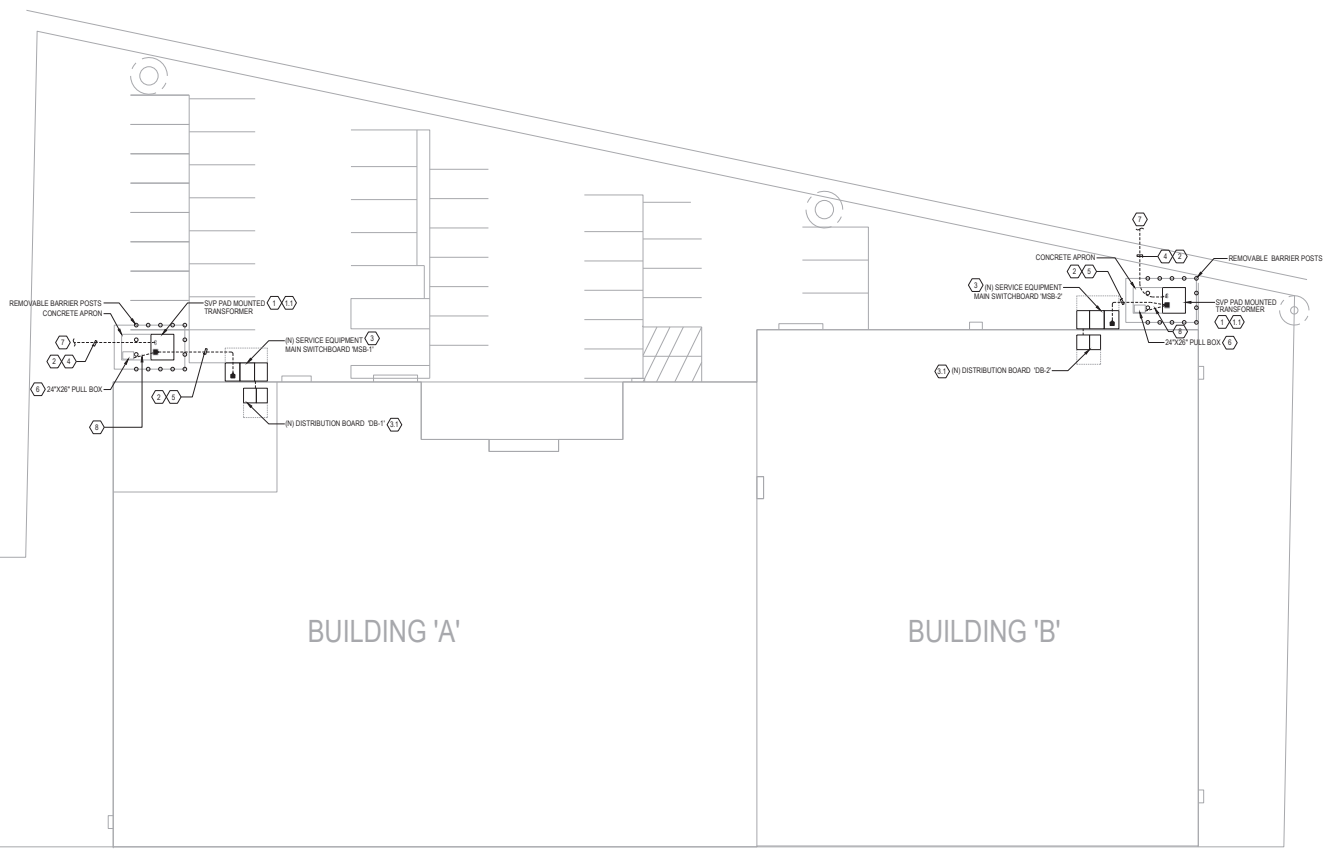 7
4 2
CONCRETE APRON
REMOVABLE BARRIER POSTS
2 5
3 (N) SERVICE EQUIPMENT
MAIN SWITCHBOARD 'MSB-2'
SVP PAD MOUNTED
TRANSFORMER
1 1.1
8
24"X26" PULL BOX 6
3.1 (N) DISTRIBUTION BOARD 'DB-2'
REMOVABLE BARRIER POSTS
CONCRETE APRON
SVP PAD MOUNTED 1 1.1
TRANSFORMER
7
2 4
(N) SERVICE EQUIPMENT 3
MAIN SWITCHBOARD 'MSB-1'
6 24"X26" PULL BOX
2 5
8
(N) DISTRIBUTION BOARD 'DB-1' 3.1
BUILDING 'A'
BUILDING 'B'